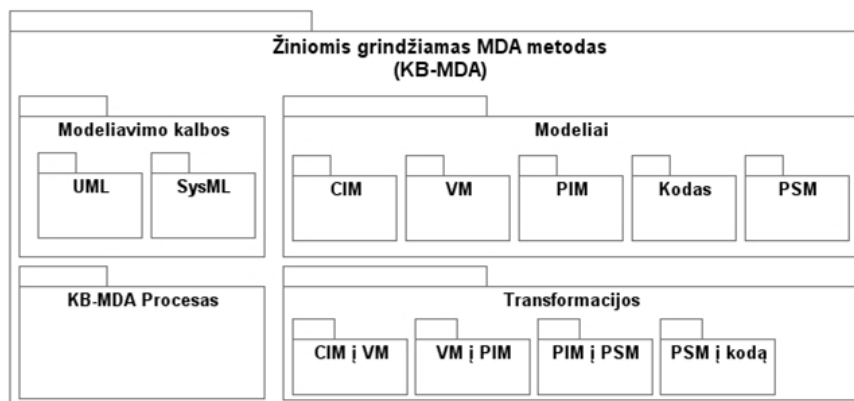 Žiniomis grindžiamas MDA metodas
(KB-MDA)
Modeliavimo kalbos
UML
SysML
Modeliai
CIM
VM
PIM
Kodas
PSM
KB-MDA Procesas
Transformacijos
CIM į VM
VM į PIM
PIM į PSM
PSM į kodą